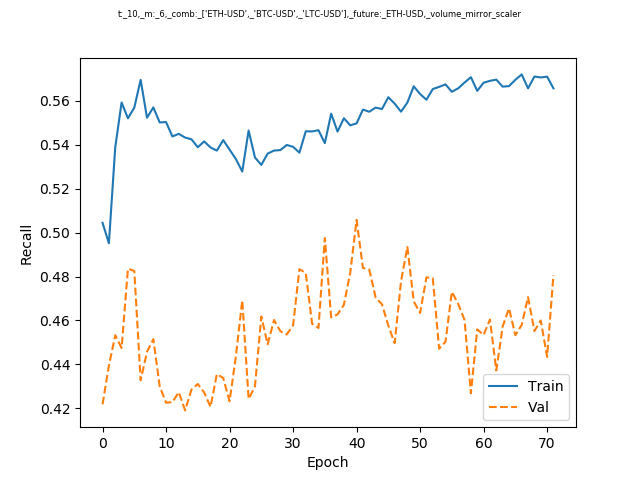 t:_10,_m:_6,_comb:_['ETH-USD',_'BTC-USD',_'LTC-USD'],_future:_ETH-USD,_volume_mirror_scaler
0.56
0.54
0.52
0.50
0.48
0.46
0.44
0.42
Recall
Train
Val
0 10 20 30 40 50 60 70
Epoch